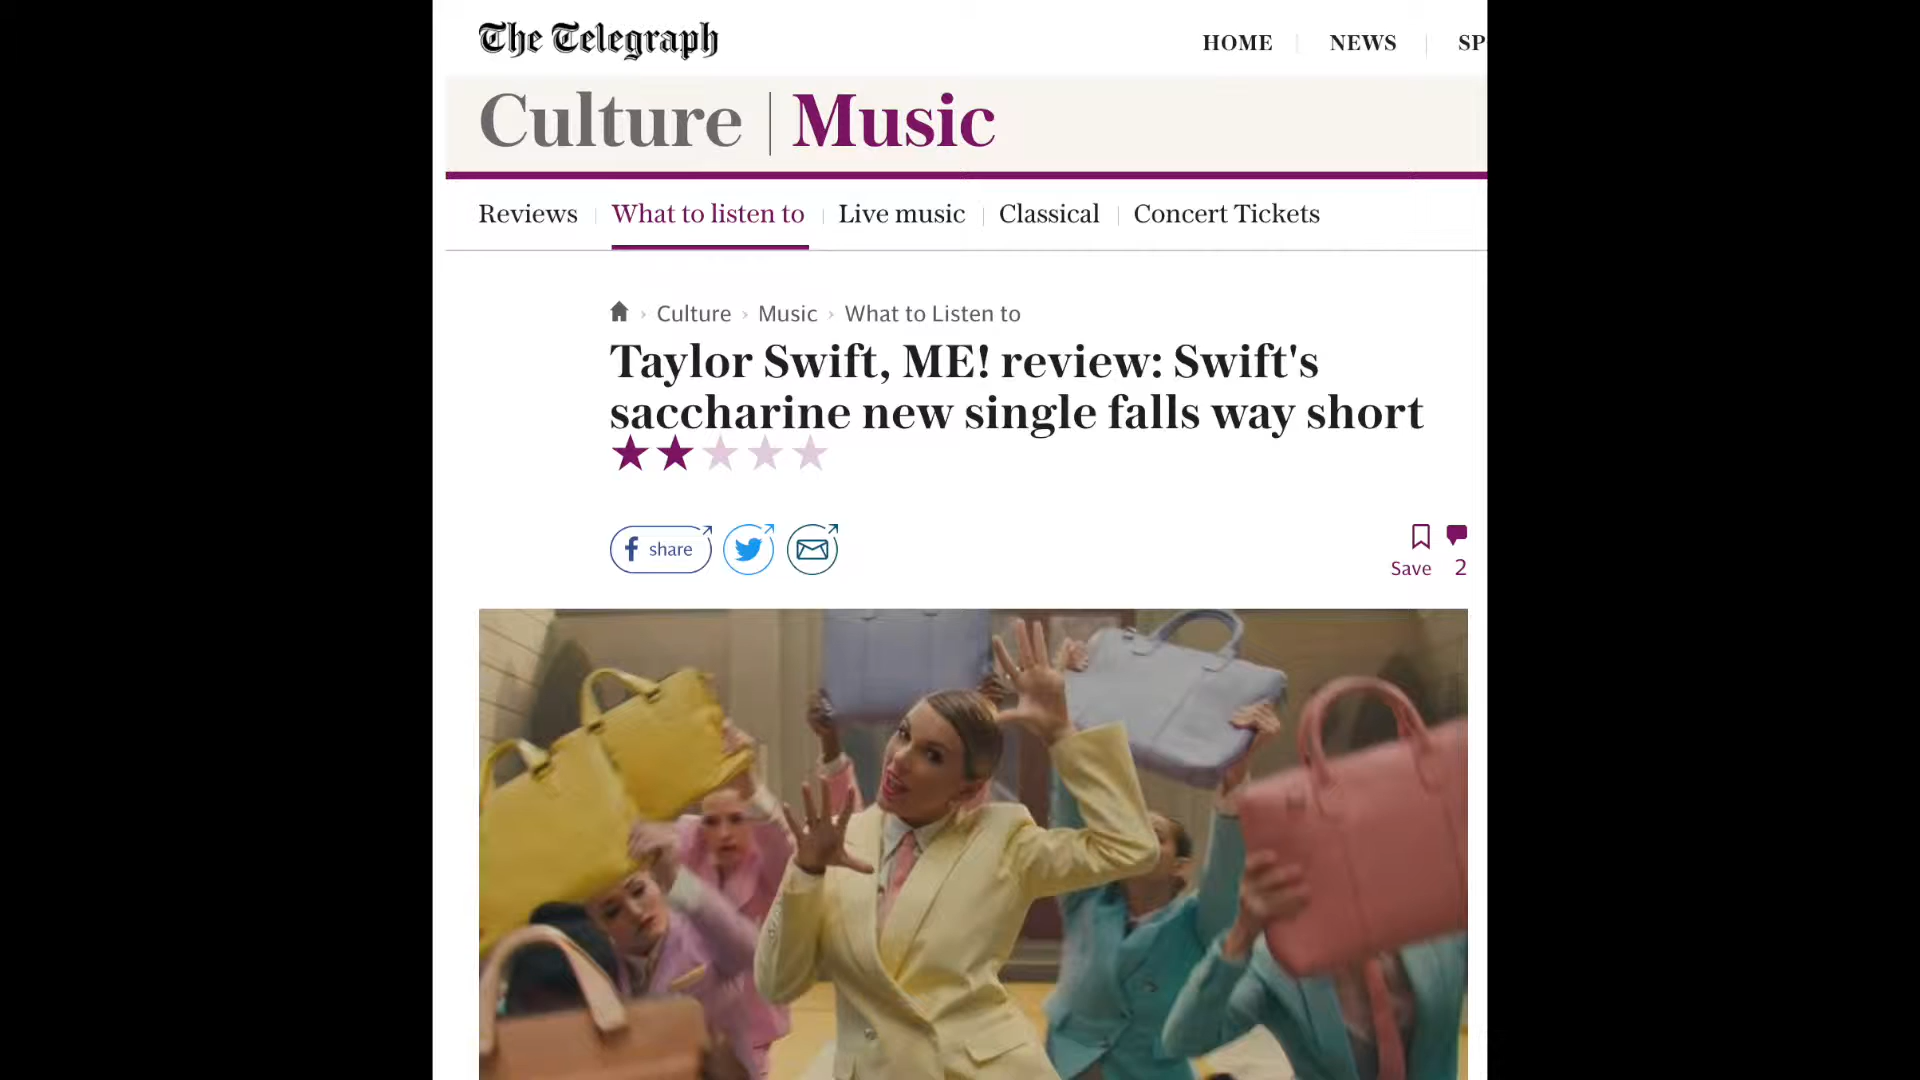 The Telegraph
HOME NEWS SP
Culture Music
Reviews What to listen to Live music Classical Concert Tickets
Culture Music What to Listen to
Taylor Swift, ME! review: Swift's
saccharine new single falls way short
share
Save 2